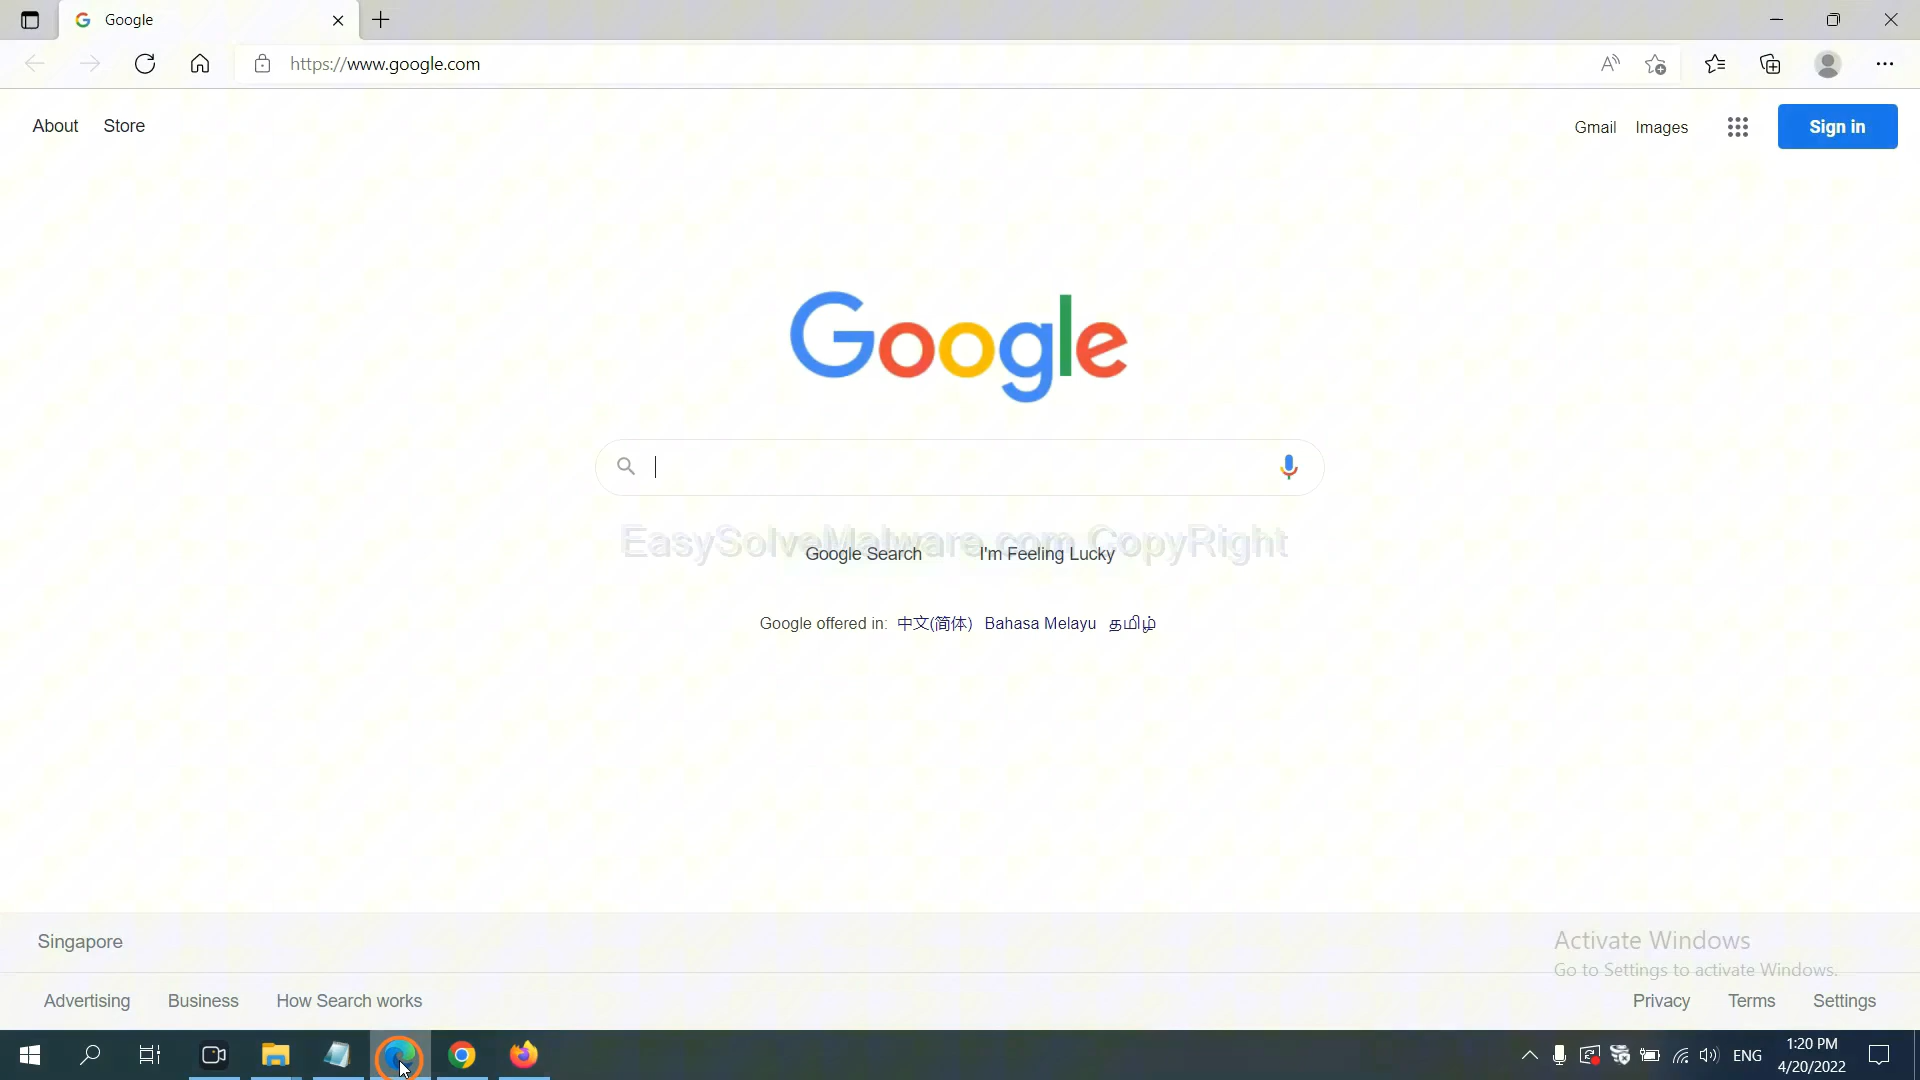 Google
https://www.google.com
About Store
Gmail Images Sign in
Google
EasySolveMalware.com CopyRight
Google Search I'm Feeling Lucky
Google offered in: 中文(简体) Bahasa Melayu தமிழ்
Singapore
Activate Windows
Go to Settings to activate Windows.
Advertising Business How Search works
Privacy Terms Settings
ENG
1:20 PM
4/20/2022